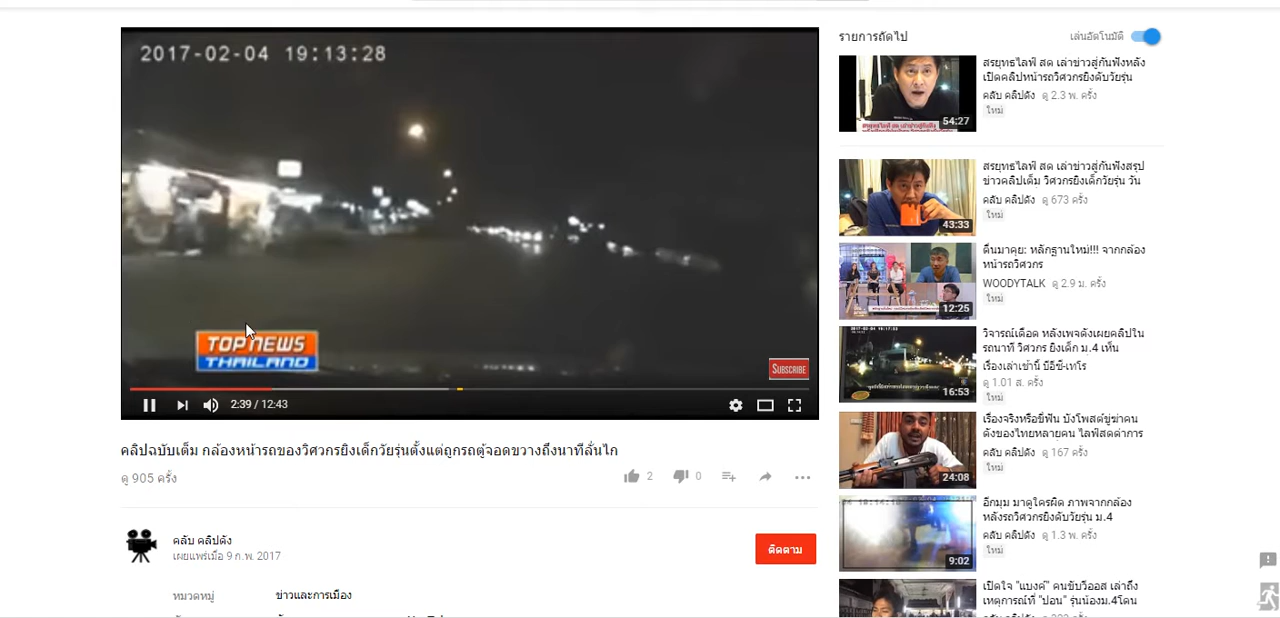 2017-02-04 19:13:28
TOPNEWS
THAILAND
SUBSCRIBE
2:39 / 12:43
คลิปฉบับเต็ม กล่องหน้ารถของวิศวกรยิงเด็กวัยรุ่นตั้งแต่ถูกรถตู้จอดขวางถึงนาทีลั่นไก
ดู 905 ครั้ง
2
0
คลับ คลิปดัง
เผยแพร่เมื่อ 9 ก.พ. 2017
ติดตาม
หมวดหมู่
ข่าวและการเมือง
รายการถัดไป
เล่นอัตโนมัติ
สรยุทธไลฟ์ สด เล่าข่าวสู่กันฟังหลัง
เปิดคลิปหน้ารถวิศวกรยิงดับวัยรุ่น
คลับ คลิปดัง ดู 2.3 พ. ครั้ง
ใหม่
54:27
สรยุทธไลฟ์ สด เล่าข่าวสู่กันฟังสรุป
ข่าวคลิปเต็ม วิศวกรยิงเด็กวัยรุ่น วัน
คลับ คลิปดัง ดู 673 ครั้ง
ใหม่
43:33
ตื่นมาคุย: หลักฐานใหม่!!! จากกล้อง
หน้ารถวิศวกร
WOODYTALK ดู 2.9 ม. ครั้ง
ใหม่
12:25
วิจารณ์เดือด หลังเพจดังเผยคลิปใน
รถนาที วิศวกร ยิงเด็ก ม.4 เห็น
เรื่องเล่าเช้านี้ บีอีซี-เทโร
ดู 1.01 ส. ครั้ง
ใหม่
16:53
เรื่องจริงหรือขี่ฟัน บังโพสต์ขู่ฆ่าคน
ดังของไทยหลายคน ไลฟ์สดด่าการ
คลับ คลิปดัง ดู 167 ครั้ง
ใหม่
24:08
อีกมุม มาดูใครผิด ภาพจากกล้อง
หลังรถวิศวกรยิงดับวัยรุ่น ม.4
คลับ คลิปดัง ดู 1.3 พ. ครั้ง
ใหม่
9:02
เปิดใจ "แบงค์" คนขับวีออส เล่าถึง
เหตุการณ์ที่ "ปอน" รุ่นน้องม.4โดน